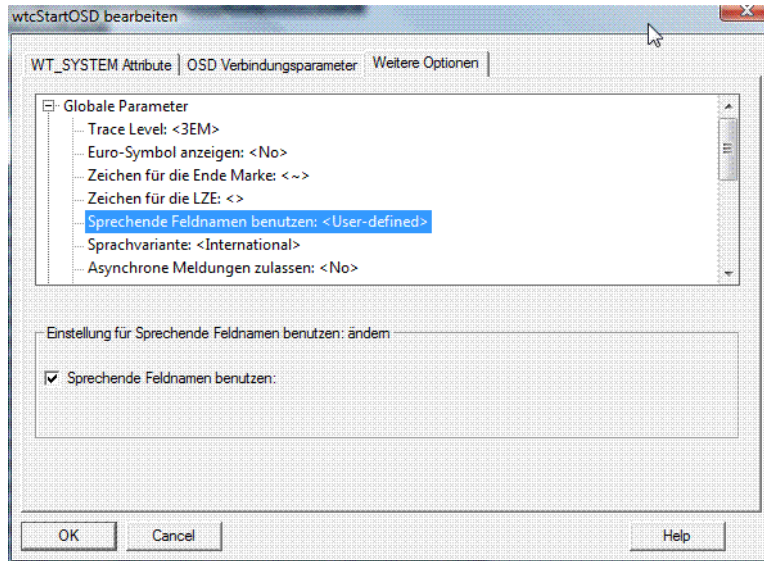 wtcStartOSD bearbeiten
WT_SYSTEM Attribute OSD Verbindungsparameter Weitere Optionen
Globale Parameter
Trace Level: <3EM>
Euro-Symbol anzeigen: <No>
Zeichen für die Ende Marke: <~>
Zeichen für die LZE: <>
Sprechende Feldnamen benutzen: <User-defined>
Sprachvariante: <International>
Asynchrone Meldungen zulassen: <No>
Einstellung für Sprechende Feldnamen benutzen: ändern
Sprechende Feldnamen benutzen:
OK Cancel Help